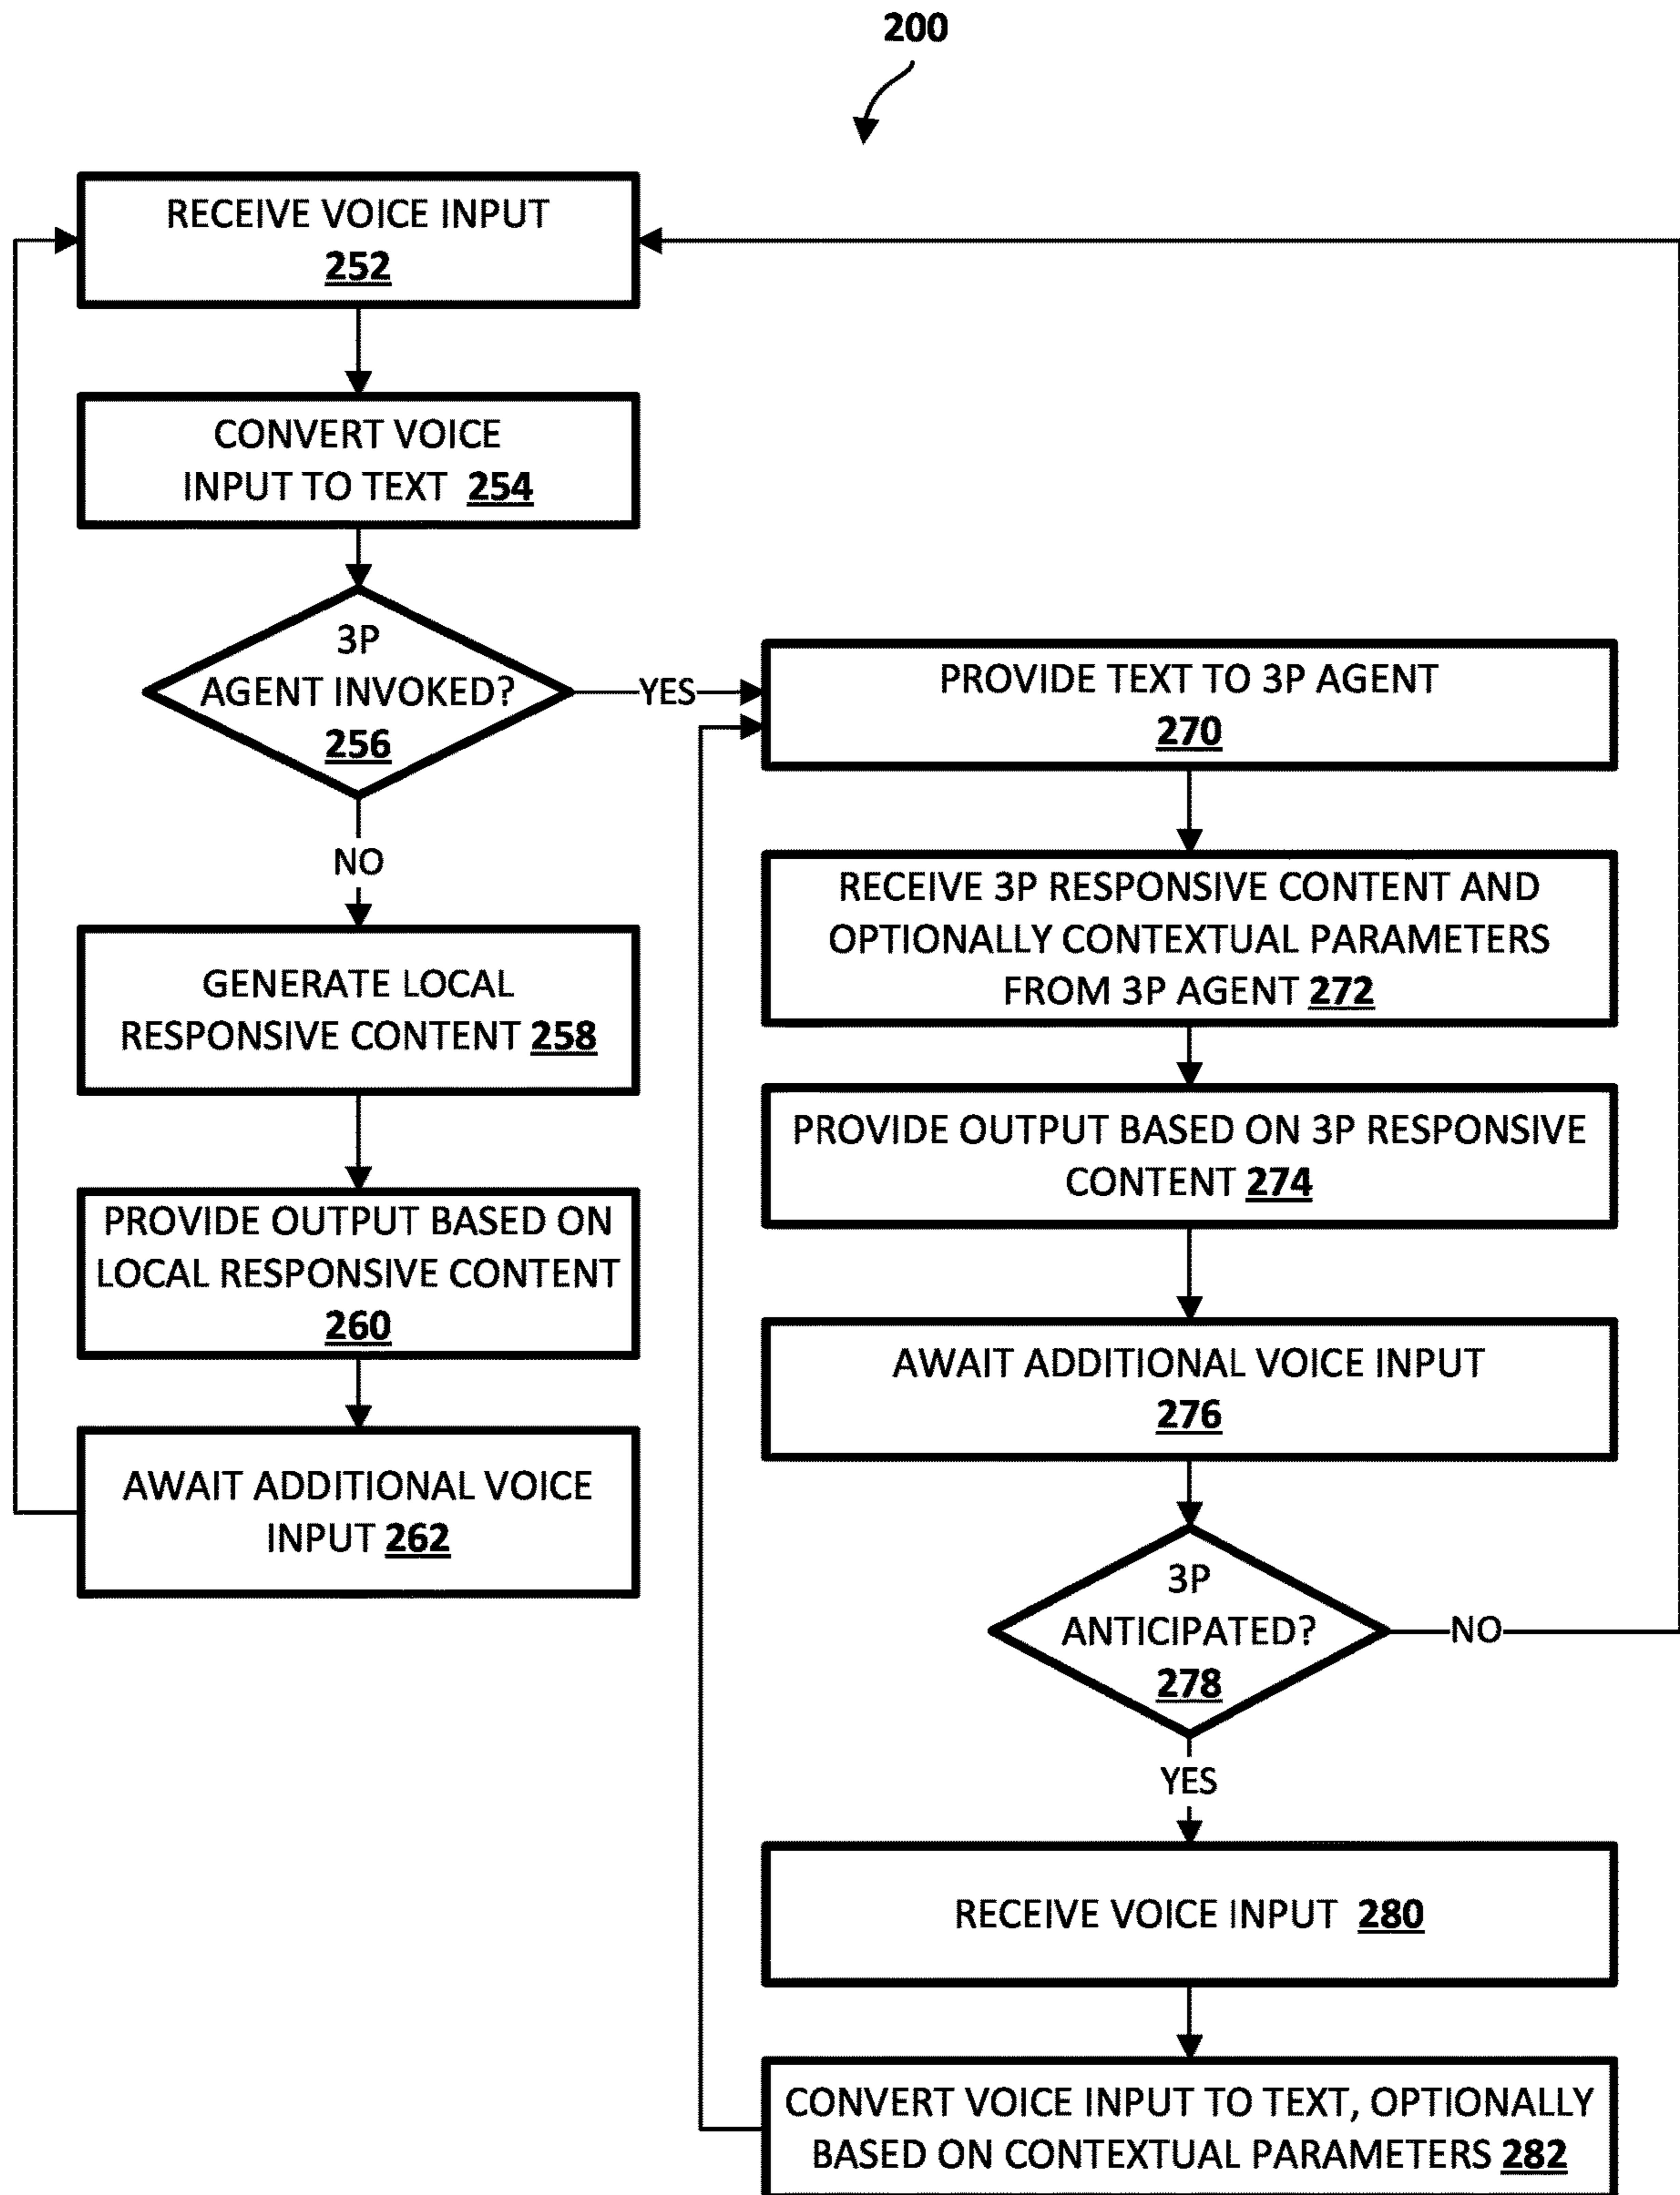 200
RECEIVE VOICE INPUT
252
CONVERT VOICE
INPUT TO TEXT 254
3P
AGENT INVOKED?
256
YES
NO
GENERATE LOCAL
RESPONSIVE CONTENT 258
PROVIDE OUTPUT BASED ON
LOCAL RESPONSIVE CONTENT
260
AWAIT ADDITIONAL VOICE
INPUT 262
PROVIDE TEXT TO 3P AGENT
270
RECEIVE 3P RESPONSIVE CONTENT AND
OPTIONALLY CONTEXTUAL PARAMETERS
FROM 3P AGENT 272
PROVIDE OUTPUT BASED ON 3P RESPONSIVE
CONTENT 274
AWAIT ADDITIONAL VOICE INPUT
276
3P
ANTICIPATED?
278
NO
YES
RECEIVE VOICE INPUT 280
CONVERT VOICE INPUT TO TEXT, OPTIONALLY
BASED ON CONTEXTUAL PARAMETERS 282